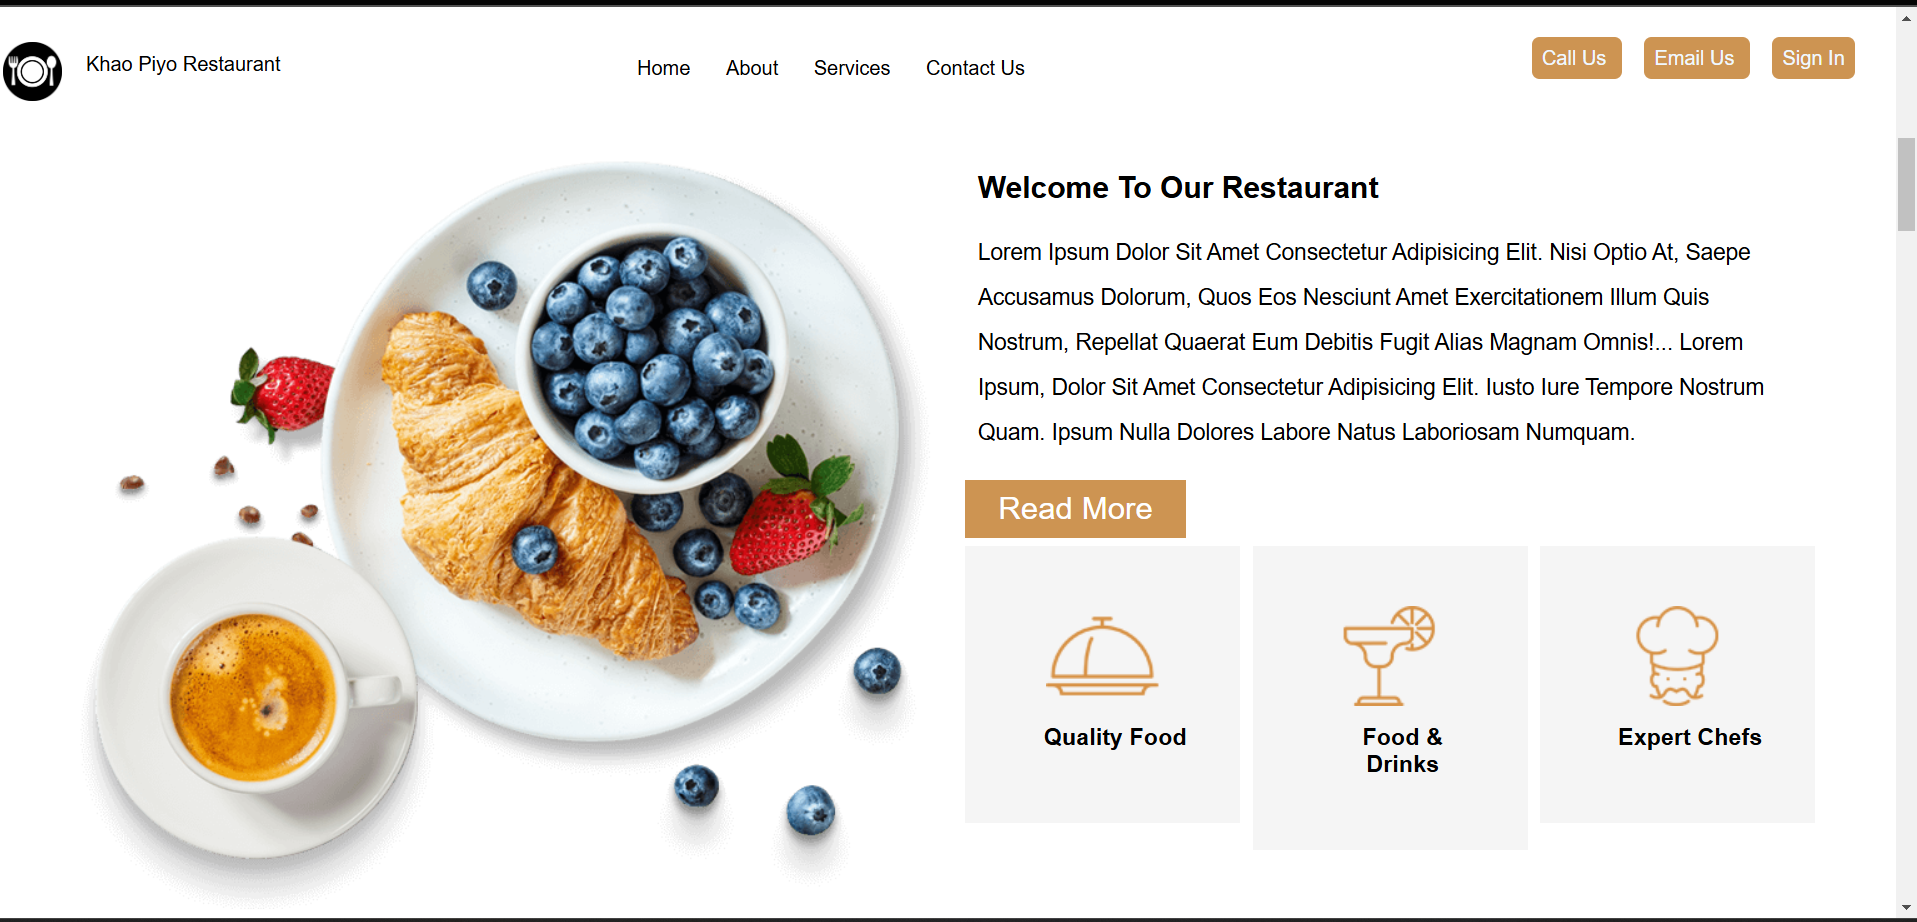 Khao Piyo Restaurant
Home About Services Contact Us
Call Us Email Us Sign In
Welcome To Our Restaurant
Lorem Ipsum Dolor Sit Amet Consectetur Adipisicing Elit. Nisi Optio At, Saepe
Accusamus Dolorum, Quos Eos Nesciunt Amet Exercitationem Illum Quis
Nostrum, Repellat Quaerat Eum Debitis Fugit Alias Magnam Omnis!... Lorem
Ipsum, Dolor Sit Amet Consectetur Adipisicing Elit. Iusto Iure Tempore Nostrum
Quam. Ipsum Nulla Dolores Labore Natus Laboriosam Numquam.
Read More
Quality Food
Food &
Drinks
Expert Chefs